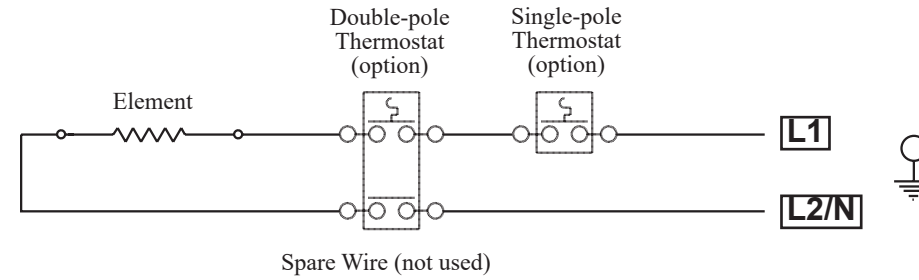 Double-pole
Thermostat
(option)
Single-pole
Thermostat
(option)
Element
L1
L2/N
Spare Wire (not used)